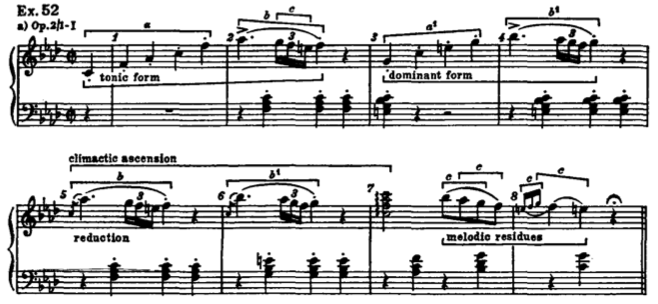 Ex. 52
a) Op.2/1-I
a
b
c
a¹
b¹
1
2
3
3
4
3
tonic form
dominant form
climactic ascension
b
b¹
c
c
c
c
5
3
6
3
7
8
reduction
melodic residues